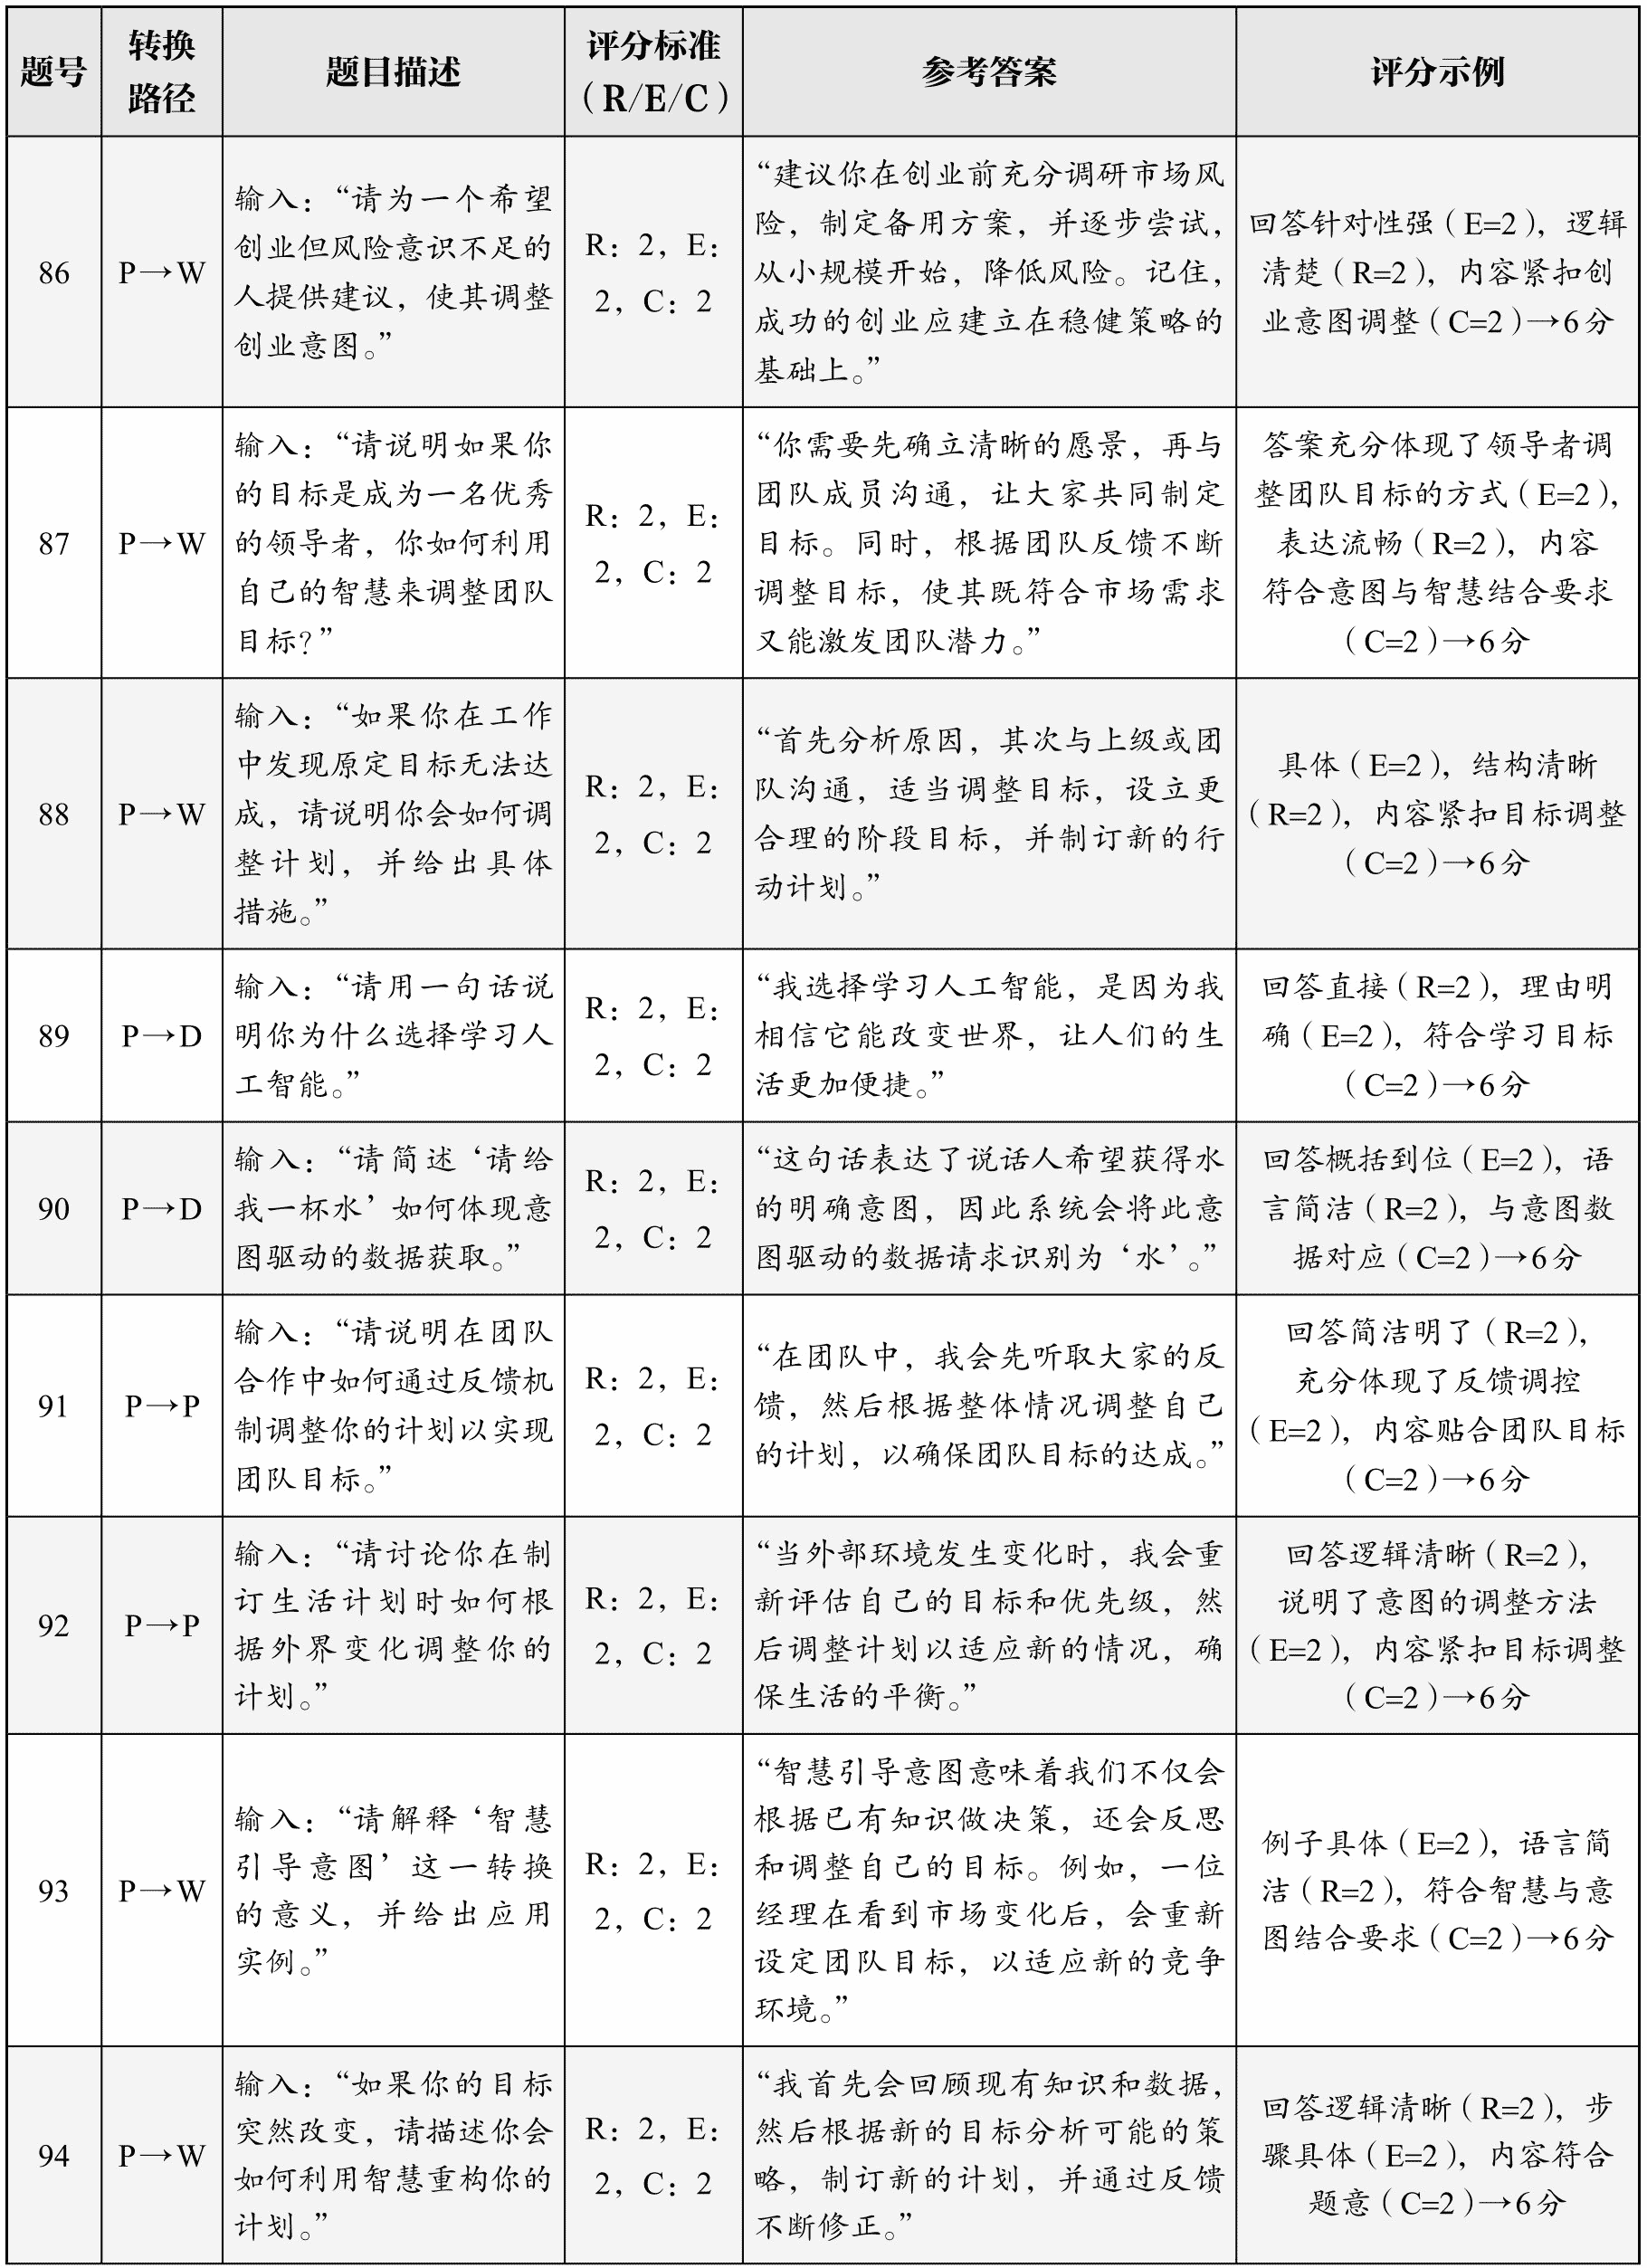 题号
转换
路径
题目描述
评分标准
（R/E/C）
参考答案
评分示例
86
P→W
输入：“请为一个希望
创业但风险意识不足的
人提供建议，使其调整
创业意图。”
R：2，E：
2，C：2
“建议你在创业前充分调研市场风
险，制定备用方案，并逐步尝试，
从小规模开始，降低风险。记住，
成功的创业应建立在稳健策略的
基础上。”
回答针对性强（E=2），逻辑
清楚（R=2），内容紧扣创
业意图调整（C=2）→6分
87
P→W
输入：“请说明如果你
的目标是成为一名优秀
的领导者，你如何利用
自己的智慧来调整团队
目标？”
R：2，E：
2，C：2
“你需要先确立清晰的愿景，再与
团队成员沟通，让大家共同制定
目标。同时，根据团队反馈不断
调整目标，使其既符合市场需求
又能激发团队潜力。”
答案充分体现了领导者调
整团队目标的方式（E=2），
表达流畅（R=2），内容
符合意图与智慧结合要求
（C=2）→6分
88
P→W
输入：“如果你在工作
中发现原定目标无法达
成，请说明你会如何调
整计划，并给出具体
措施。”
R：2，E：
2，C：2
“首先分析原因，其次与上级或团
队沟通，适当调整目标，设立更
合理的阶段目标，并制订新的行
动计划。”
具体（E=2），结构清晰
（R=2），内容紧扣目标调整
（C=2）→6分
89
P→D
输入：“请用一句话说
明你为什么选择学习人
工智能。”
R：2，E：
2，C：2
“我选择学习人工智能，是因为我
相信它能改变世界，让人们的生
活更加便捷。”
回答直接（R=2），理由明
确（E=2），符合学习目标
（C=2）→6分
90
P→D
输入：“请简述‘请给
我一杯水’如何体现意
图驱动的数据获取。”
R：2，E：
2，C：2
“这句话表达了说话人希望获得水
的明确意图，因此系统会将此意
图驱动的数据请求识别为‘水’。”
回答概括到位（E=2），语
言简洁（R=2），与意图数
据对应（C=2）→6分
91
P→P
输入：“请说明在团队
合作中如何通过反馈机
制调整你的计划以实现
团队目标。”
R：2，E：
2，C：2
“在团队中，我会先听取大家的反
馈，然后根据整体情况调整自己
的计划，以确保团队目标的达成。”
回答简洁明了（R=2），
充分体现了反馈调控
（E=2），内容贴合团队目标
（C=2）→6分
92
P→P
输入：“请讨论你在制
订生活计划时如何根
据外界变化调整你的
计划。”
R：2，E：
2，C：2
“当外部环境发生变化时，我会重
新评估自己的目标和优先级，然
后调整计划以适应新的情况，确
保生活的平衡。”
回答逻辑清晰（R=2），
说明了意图的调整方法
（E=2），内容紧扣目标调整
（C=2）→6分
93
P→W
输入：“请解释‘智慧
引导意图’这一转换
的意义，并给出应用
实例。”
R：2，E：
2，C：2
“智慧引导意图意味着我们不仅会
根据已有知识做决策，还会反思
和调整自己的目标。例如，一位
经理在看到市场变化后，会重新
设定团队目标，以适应新的竞争
环境。”
例子具体（E=2），语言简
洁（R=2），符合智慧与意
图结合要求（C=2）→6分
94
P→W
输入：“如果你的目标
突然改变，请描述你会
如何利用智慧重构你的
计划。”
R：2，E：
2，C：2
“我首先会回顾现有知识和数据，
然后根据新的目标分析可能的策
略，制订新的计划，并通过反馈
不断修正。”
回答逻辑清晰（R=2），步
骤具体（E=2），内容符合
题意（C=2）→6分